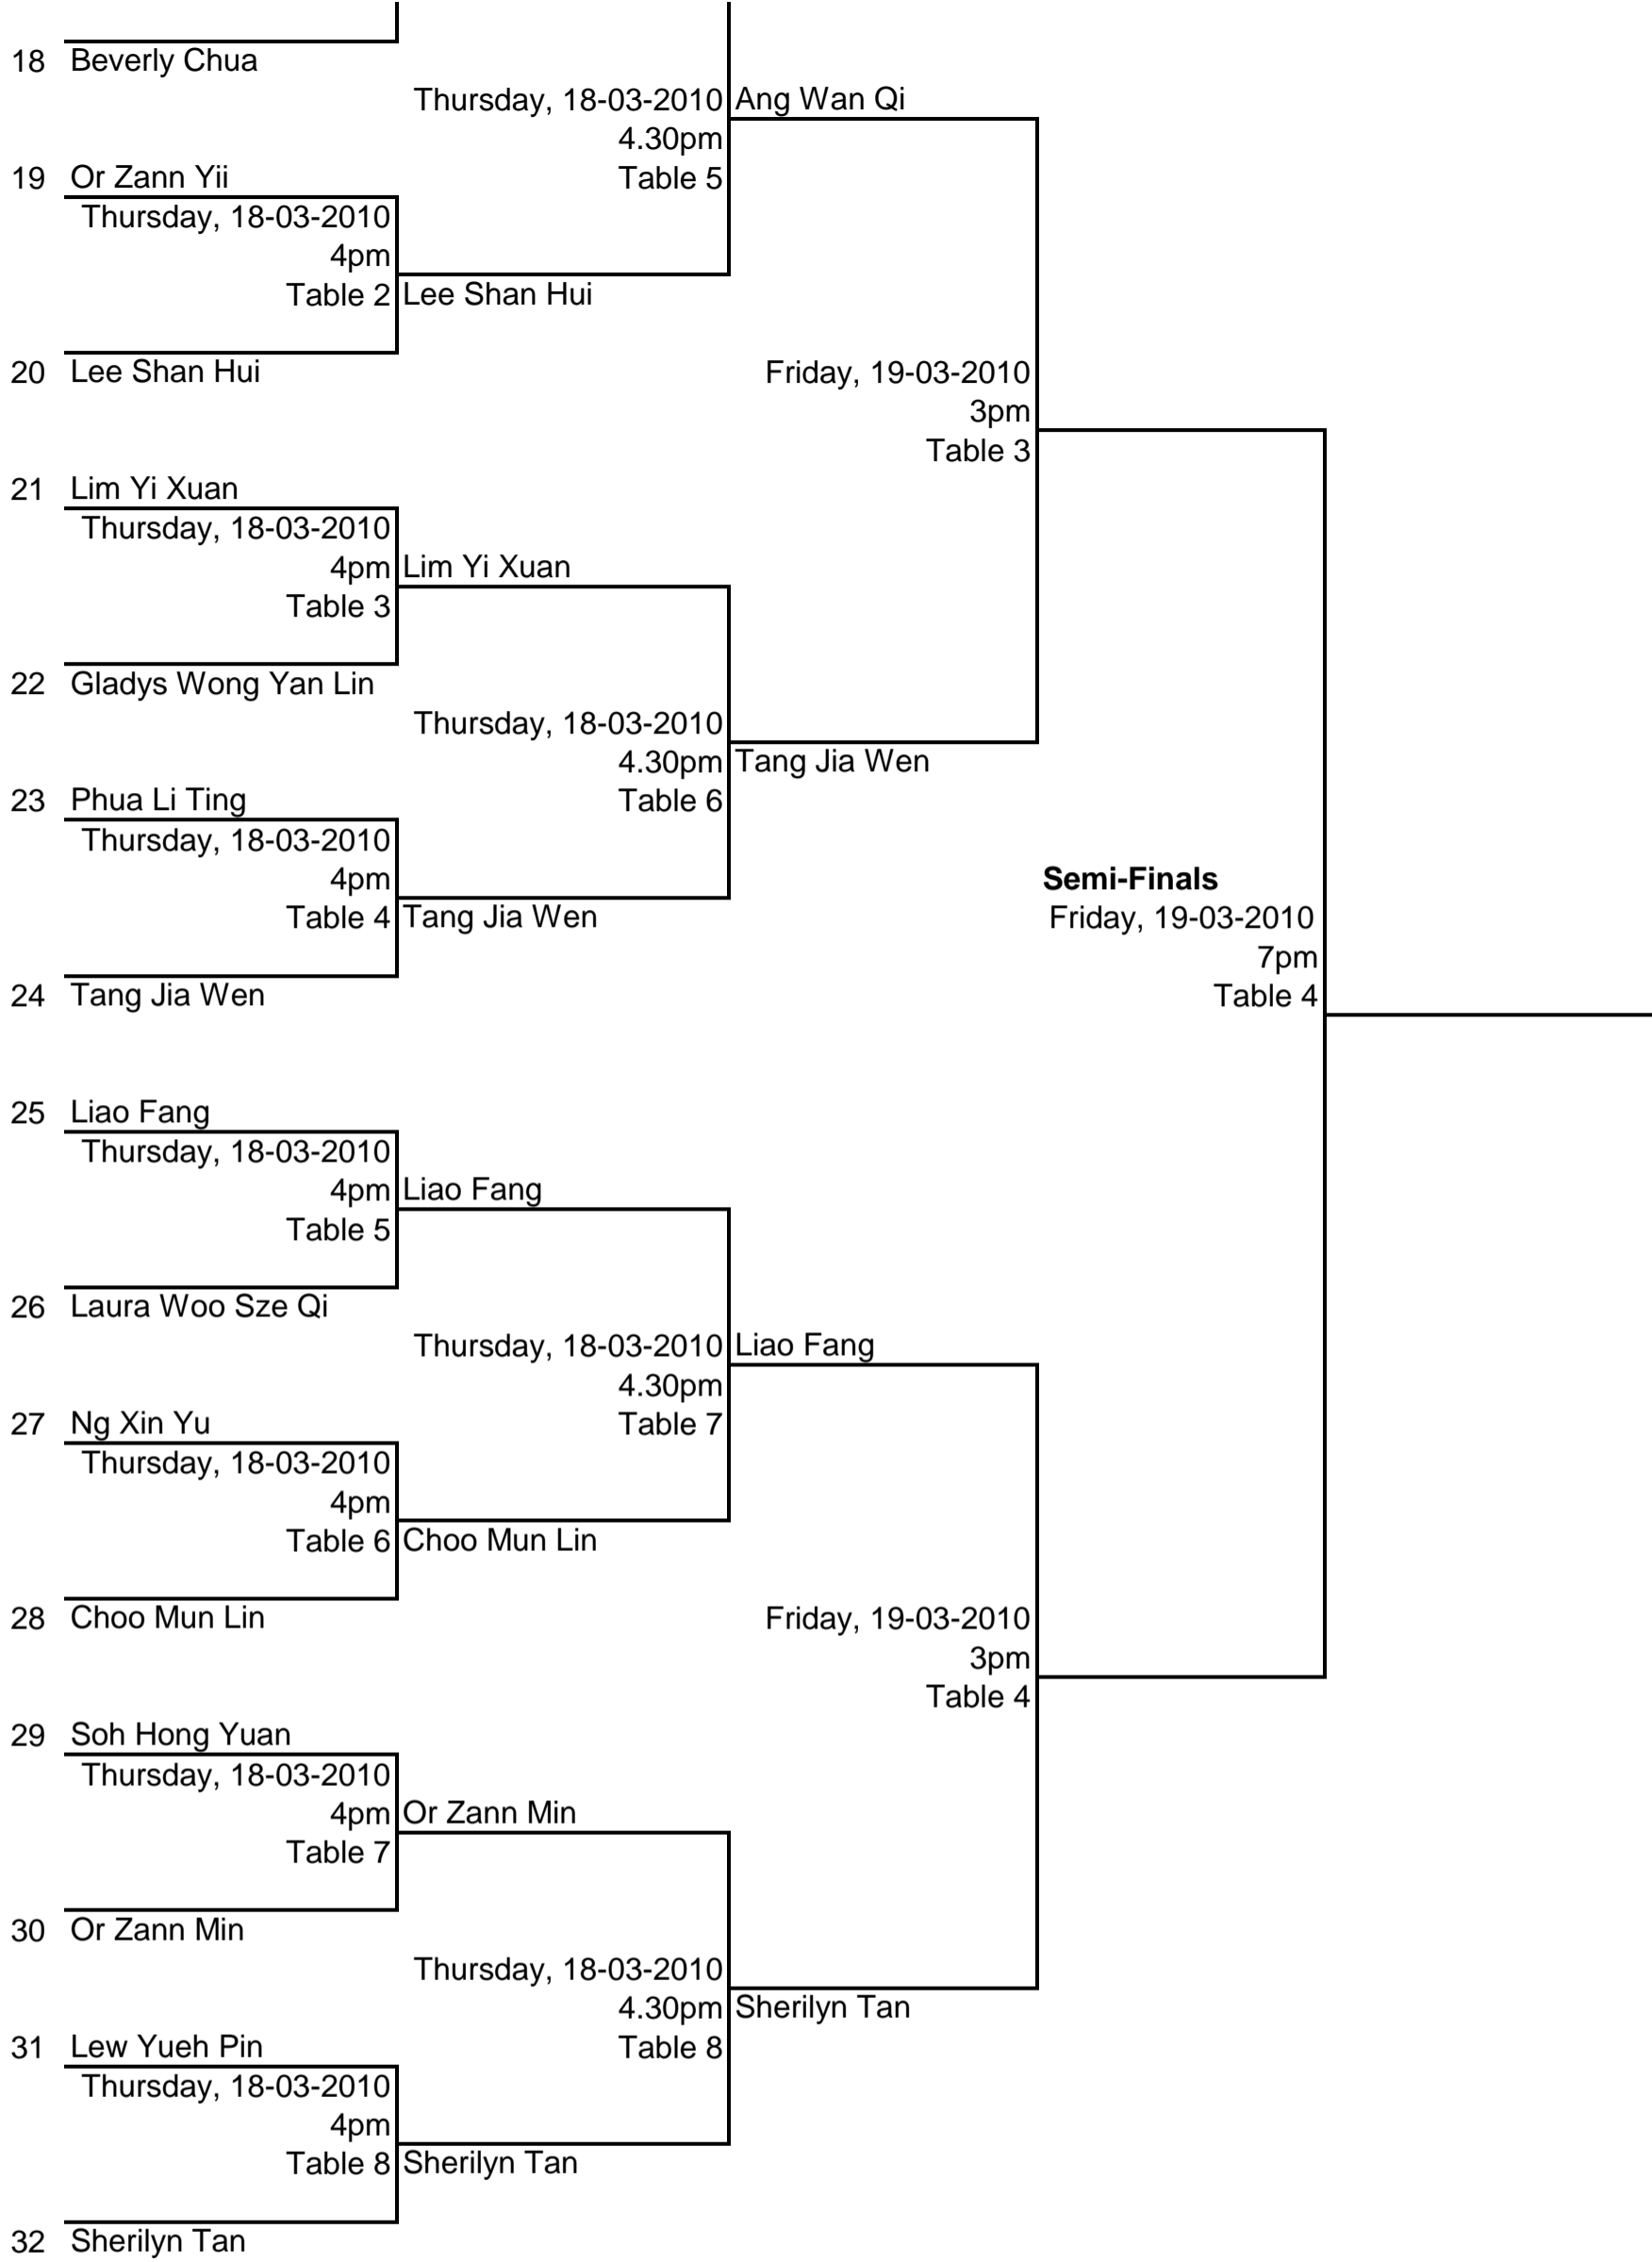 18 Beverly Chua
Thursday, 18-03-2010 Ang Wan Qi
4.30pm
19 Or Zann Yii Table 5
Thursday, 18-03-2010
4pm
Table 2 Lee Shan Hui
20 Lee Shan Hui Friday, 19-03-2010
3pm
Table 3
21 Lim Yi Xuan
Thursday, 18-03-2010
4pm Lim Yi Xuan
Table 3
22 Gladys Wong Yan Lin
Thursday, 18-03-2010
4.30pm Tang Jia Wen
23 Phua Li Ting Table 6
Thursday, 18-03-2010
4pm Semi-Finals
Table 4 Tang Jia Wen Friday, 19-03-2010
7pm
24 Tang Jia Wen Table 4
25 Liao Fang
Thursday, 18-03-2010
4pm Liao Fang
Table 5
26 Laura Woo Sze Qi
Thursday, 18-03-2010 Liao Fang
4.30pm
27 Ng Xin Yu Table 7
Thursday, 18-03-2010
4pm
Table 6 Choo Mun Lin
28 Choo Mun Lin Friday, 19-03-2010
3pm
Table 4
29 Soh Hong Yuan
Thursday, 18-03-2010
4pm Or Zann Min
Table 7
30 Or Zann Min
Thursday, 18-03-2010
4.30pm Sherilyn Tan
31 Lew Yueh Pin Table 8
Thursday, 18-03-2010
4pm
Table 8 Sherilyn Tan
32 Sherilyn Tan